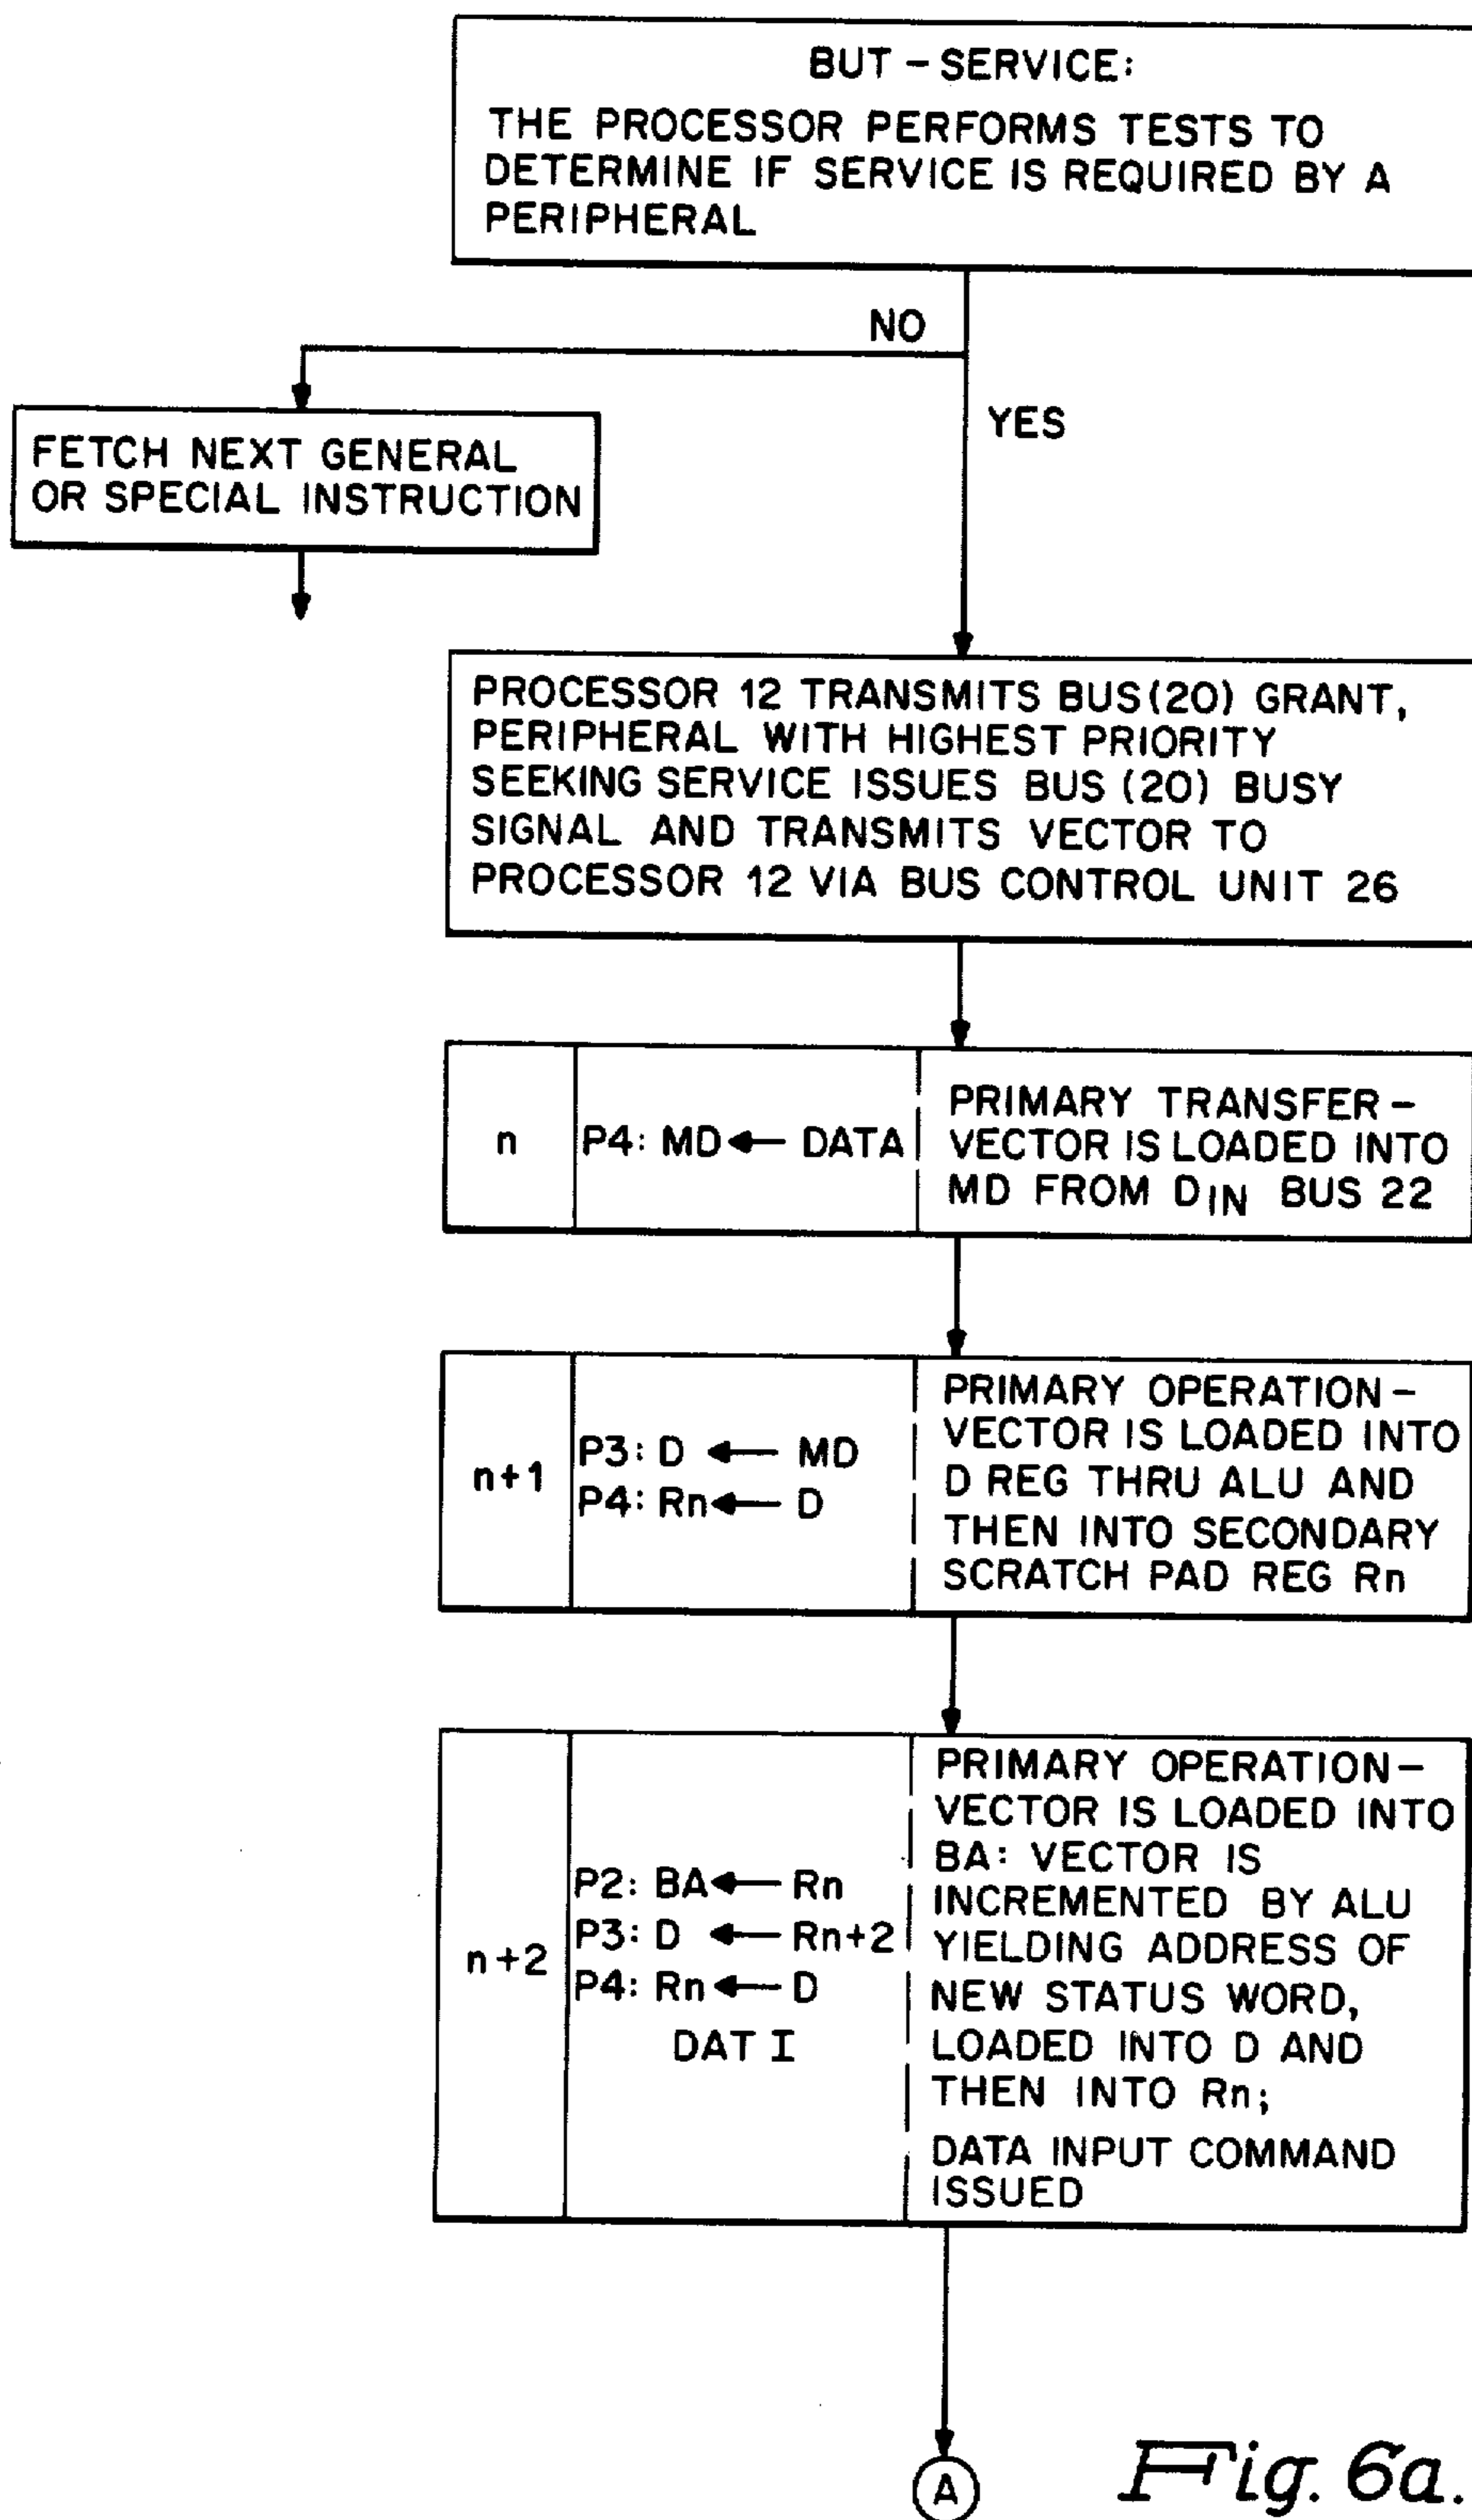 BUT-SERVICE:
THE PROCESSOR PERFORMS TESTS TO
DETERMINE IF SERVICE IS REQUIRED BY A
PERIPHERAL
NO
YES
FETCH NEXT GENERAL
OR SPECIAL INSTRUCTION
PROCESSOR 12 TRANSMITS BUS (20) GRANT,
PERIPHERAL WITH HIGHEST PRIORITY
SEEKING SERVICE ISSUES BUS (20) BUSY
SIGNAL AND TRANSMITS VECTOR TO
PROCESSOR 12 VIA BUS CONTROL UNIT 26
n
P4: MD ← DATA
PRIMARY TRANSFER-
VECTOR IS LOADED INTO
MD FROM DIN BUS 22
n+1
P3: D ← MD
P4: Rn ← D
PRIMARY OPERATION-
VECTOR IS LOADED INTO
D REG THRU ALU AND
THEN INTO SECONDARY
SCRATCH PAD REG Rn
n+2
P2: BA ← Rn
P3: D ← Rn+2
P4: Rn ← D
DATI
PRIMARY OPERATION-
VECTOR IS LOADED INTO
BA: VECTOR IS
INCREMENTED BY ALU
YIELDING ADDRESS OF
NEW STATUS WORD,
LOADED INTO D AND
THEN INTO Rn;
DATA INPUT COMMAND
ISSUED
A
Fig. 6a.